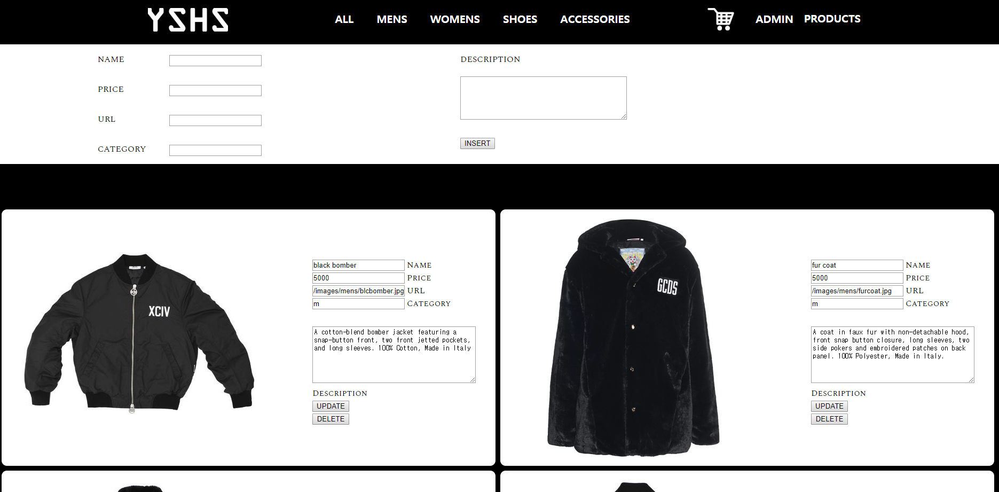 YSHS ALL MENS WOMENS SHOES ACCESSORIES ADMIN PRODUCTS
NAME
PRICE
URL
CATEGORY
DESCRIPTION
INSERT
XCIV
black bomber NAME
5000 PRICE
/images/mens/blcbomber.jpg URL
m CATEGORY
A cotton-blend bomber jacket featuring a
snap-button front, two front jetted pockets,
and long sleeves. 100% Cotton, Made in Italy
DESCRIPTION
UPDATE
DELETE
GCDS
fur coat NAME
5000 PRICE
/images/mens/furcoat.jpg URL
m CATEGORY
A coat in faux fur with non-detachable hood,
front snap button closure, long sleeves, two
side pokers and embroidered patches on back
panel. 100% Polyester, Made in Italy.
DESCRIPTION
UPDATE
DELETE